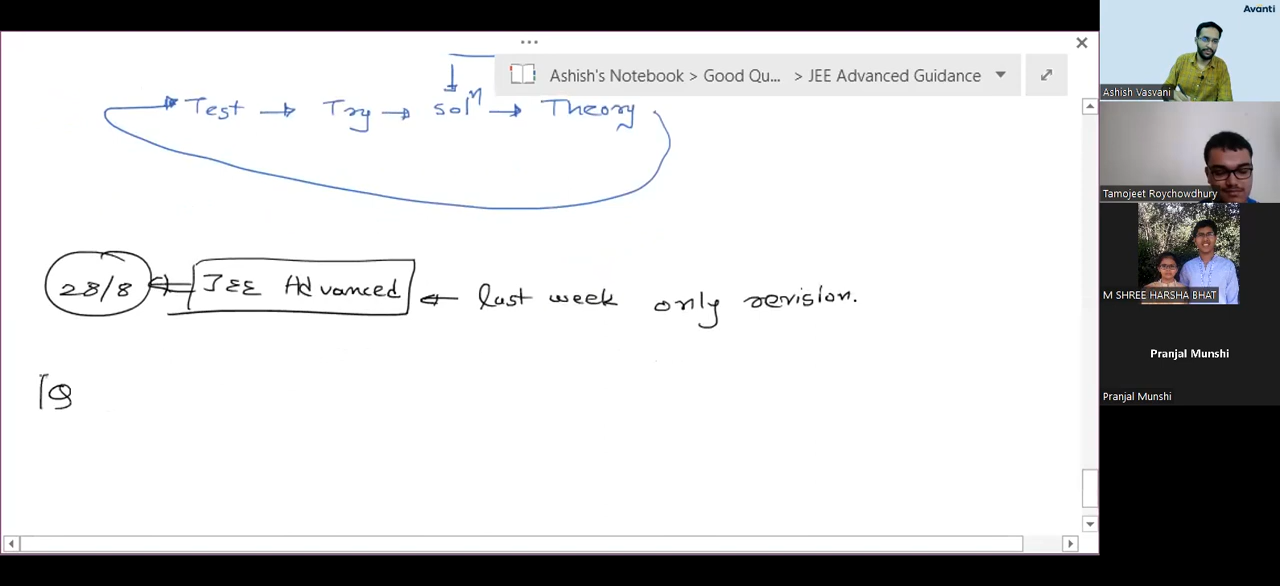 Avanti
...
Ashish's Notebook > Good Qu... > JEE Advanced Guidance
Ashish Vasvani
Test → Try → solⁿ → Theory
Tamojeet Roychowdhury
28/8 ← JEE Advanced ← last week only revision.
M SHREE HARSHA BHAT
Pranjal Munshi
Pranjal Munshi